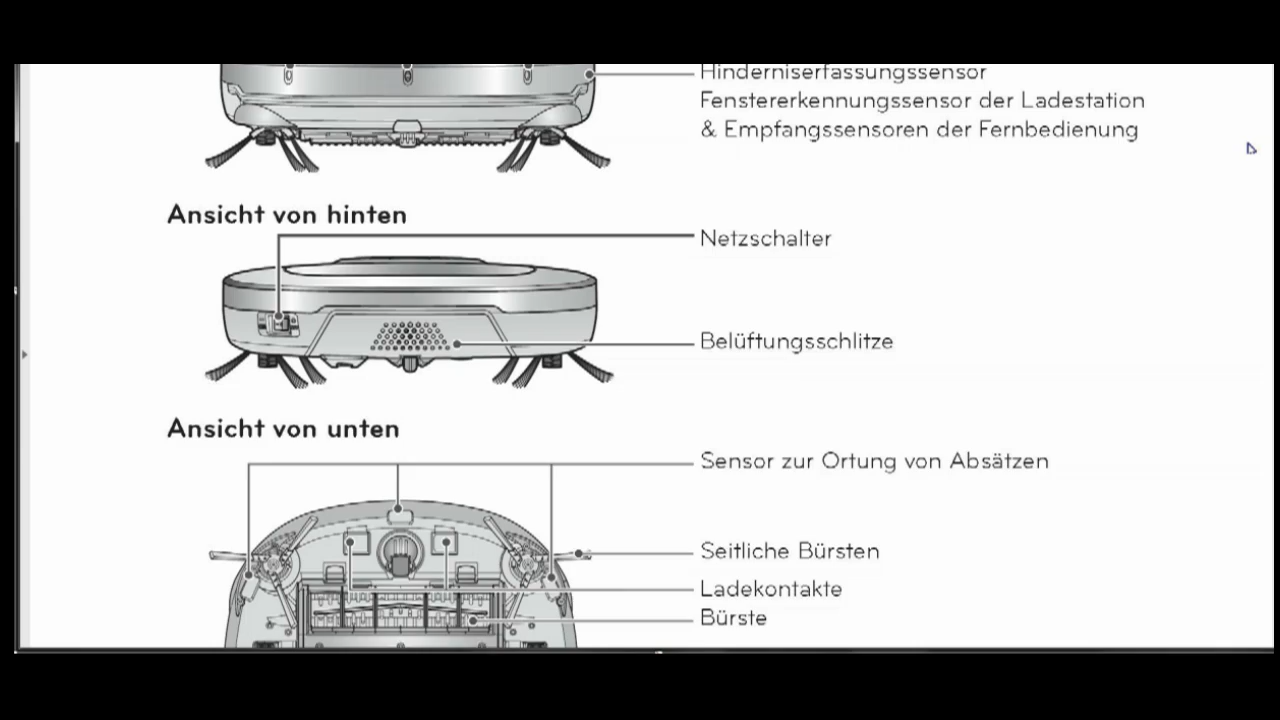 Hinderniserfassungssensor
Fenstererkennungssensor der Ladestation
& Empfangssensoren der Fernbedienung
Ansicht von hinten
Netzschalter
Belüftungsschlitze
Ansicht von unten
Sensor zur Ortung von Absätzen
Seitliche Bürsten
Ladekontakte
Bürste